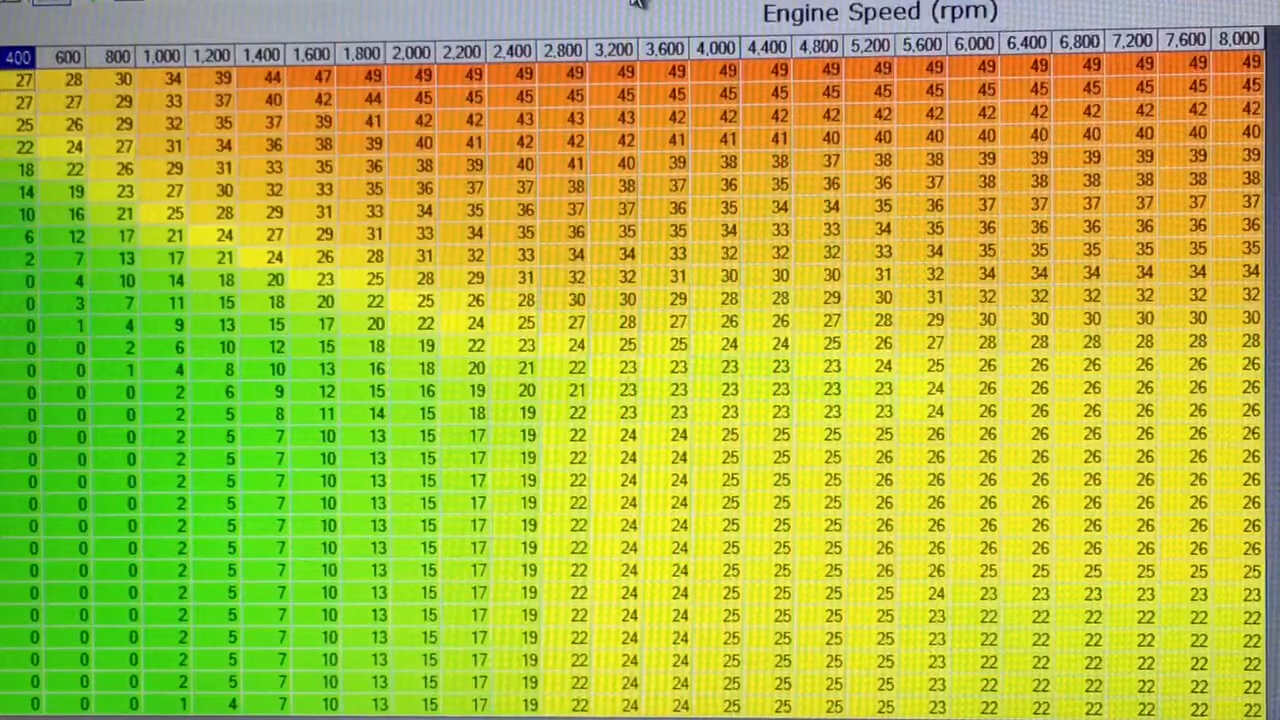 Engine Speed (rpm)
400 600 800 1,000 1,200 1,400 1,600 1,800 2,000 2,200 2,400 2,800 3,200 3,600 4,000 4,400 4,800 5,200 5,600 6,000 6,400 6,800 7,200 7,600 8,000
27 28 30 34 39 44 47 49 49 49 49 49 49 49 49 49 49 49 49 49 49 49 49 49 49
27 27 29 33 37 40 42 44 45 45 45 45 45 45 45 45 45 45 45 45 45 45 45 45 45
25 26 29 32 35 37 39 41 42 42 43 43 43 42 42 42 42 42 42 42 42 42 42 42 42
22 24 27 31 34 36 38 39 40 41 42 42 42 41 41 41 40 40 40 40 40 40 40 40 40
18 22 26 29 31 33 35 36 38 39 40 41 40 39 38 38 37 38 38 39 39 39 39 39 39
14 19 23 27 30 32 33 35 36 37 37 38 38 37 36 35 36 36 37 38 38 38 38 38 38
10 16 21 25 28 29 31 33 34 35 36 37 37 36 35 34 34 35 36 37 37 37 37 37 37
6 12 17 21 24 27 29 31 33 34 35 36 35 35 34 33 33 34 35 36 36 36 36 36 36
2 7 13 17 21 24 26 28 31 32 33 34 34 33 32 32 32 33 34 35 35 35 35 35 35
0 4 10 14 18 20 23 25 28 29 31 32 32 31 30 30 30 31 32 34 34 34 34 34 34
0 3 7 11 15 18 20 22 25 26 28 30 30 29 28 28 29 30 31 32 32 32 32 32 32
0 1 4 9 13 15 17 20 22 24 25 27 28 27 26 26 27 28 29 30 30 30 30 30 30
0 0 2 6 10 12 15 18 19 22 23 24 25 25 24 24 25 26 27 28 28 28 28 28 28
0 0 1 4 8 10 13 16 18 20 21 22 23 23 23 23 23 24 25 26 26 26 26 26 26
0 0 0 2 6 9 12 15 16 19 20 21 23 23 23 23 23 23 24 26 26 26 26 26 26
0 0 0 2 5 8 11 14 15 18 19 22 23 23 23 23 23 23 24 26 26 26 26 26 26
0 0 0 2 5 7 10 13 15 17 19 22 24 24 25 25 25 25 26 26 26 26 26 26 26
0 0 0 2 5 7 10 13 15 17 19 22 24 24 25 25 25 26 26 26 26 26 26 26 26
0 0 0 2 5 7 10 13 15 17 19 22 24 24 25 25 25 26 26 26 26 26 26 26 26
0 0 0 2 5 7 10 13 15 17 19 22 24 24 25 25 25 26 26 26 26 26 26 26 26
0 0 0 2 5 7 10 13 15 17 19 22 24 24 25 25 25 26 26 26 26 26 26 26 26
0 0 0 2 5 7 10 13 15 17 19 22 24 24 25 25 25 26 26 26 26 26 26 26 26
0 0 0 2 5 7 10 13 15 17 19 22 24 24 25 25 25 26 26 25 25 25 25 25 25
0 0 0 2 5 7 10 13 15 17 19 22 24 24 25 25 25 25 24 23 23 23 23 23 23
0 0 0 2 5 7 10 13 15 17 19 22 24 24 25 25 25 25 23 22 22 22 22 22 22
0 0 0 2 5 7 10 13 15 17 19 22 24 24 25 25 25 25 23 22 22 22 22 22 22
0 0 0 2 5 7 10 13 15 17 19 22 24 24 25 25 25 25 23 22 22 22 22 22 22
0 0 0 2 5 7 10 13 15 17 19 22 24 24 25 25 25 25 23 22 22 22 22 22 22
0 0 0 1 4 7 10 13 15 17 19 22 24 24 25 25 25 25 23 22 22 22 22 22 22